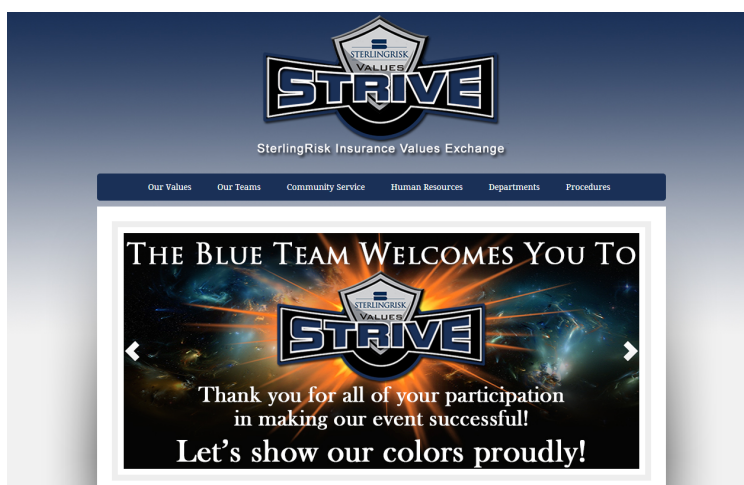 STERLINGRISK
VALUES
STRIVE
SterlingRisk Insurance Values Exchange
Our Values Our Teams Community Service Human Resources Departments Procedures
THE BLUE TEAM WELCOMES YOU TO
STERLINGRISK
VALUES
STRIVE
Thank you for all of your participation
in making our event successful!
Let's show our colors proudly!